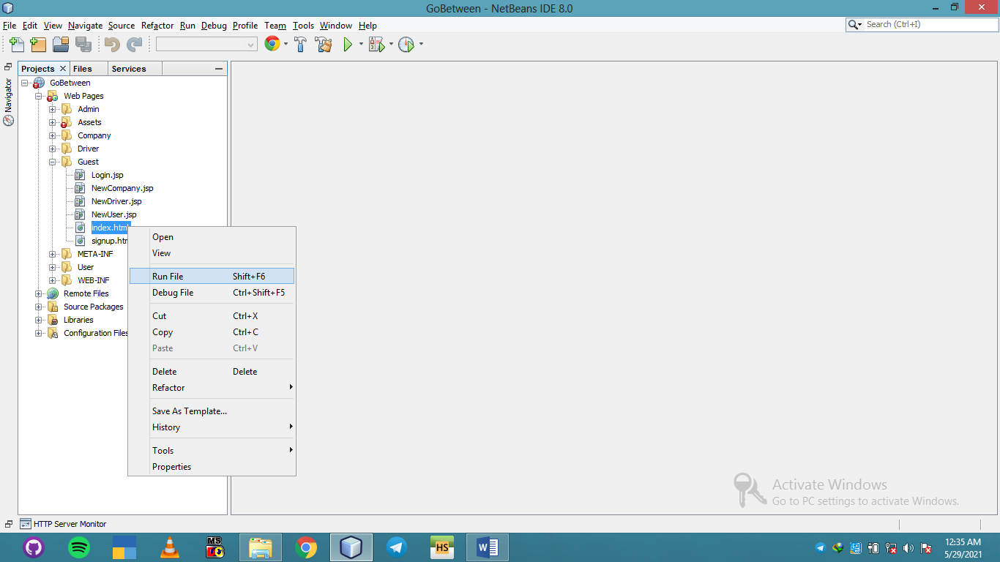 GoBetween - NetBeans IDE 8.0
File Edit View Navigate Source Refactor Run Debug Profile Team Tools Window Help
Search (Ctrl+I)
Projects Files Services
Navigator
GoBetween
Web Pages
Admin
Assets
Company
Driver
Guest
Login.jsp
NewCompany.jsp
NewDriver.jsp
NewUser.jsp
index.html
signup.htm
META-INF
User
WEB-INF
Remote Files
Source Packages
Libraries
Configuration Files
Open
View
Run File Shift+F6
Debug File Ctrl+Shift+F5
Cut Ctrl+X
Copy Ctrl+C
Paste Ctrl+V
Delete Delete
Refactor
Save As Template...
History
Tools
Properties
Activate Windows
Go to PC settings to activate Windows.
HTTP Server Monitor
MS
HS
W
12:35 AM
5/29/2021